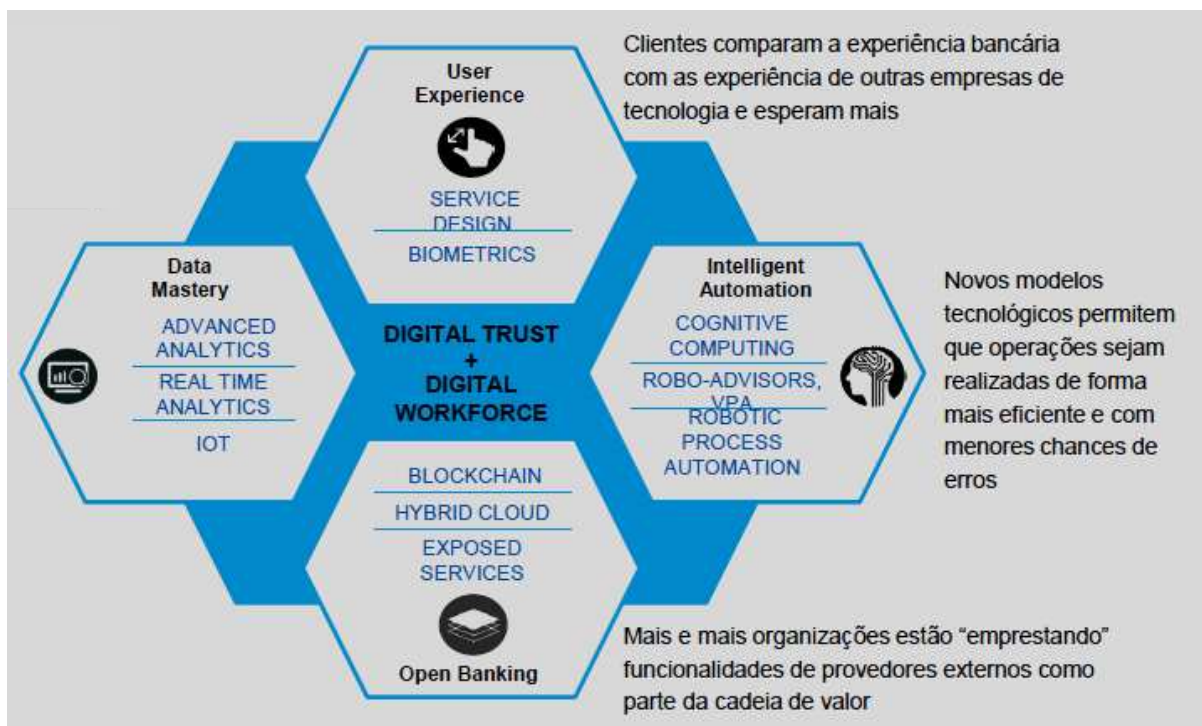 Clientes comparam a experiência bancária
com as experiência de outras empresas de
tecnologia e esperam mais
User
Experience
SERVICE
DESIGN
BIOMETRICS
Data
Mastery
ADVANCED
ANALYTICS
REAL TIME
ANALYTICS
IOT
DIGITAL TRUST
+
DIGITAL
WORKFORCE
Intelligent
Automation
COGNITIVE
COMPUTING
ROBO-ADVISORS,
VPA
ROBOTIC
PROCESS
AUTOMATION
Novos modelos
tecnológicos permitem
que operações sejam
realizadas de forma
mais eficiente e com
menores chances de
erros
BLOCKCHAIN
HYBRID CLOUD
EXPOSED
SERVICES
Open Banking
Mais e mais organizações estão “emprestando”
funcionalidades de provedores externos como
parte da cadeia de valor